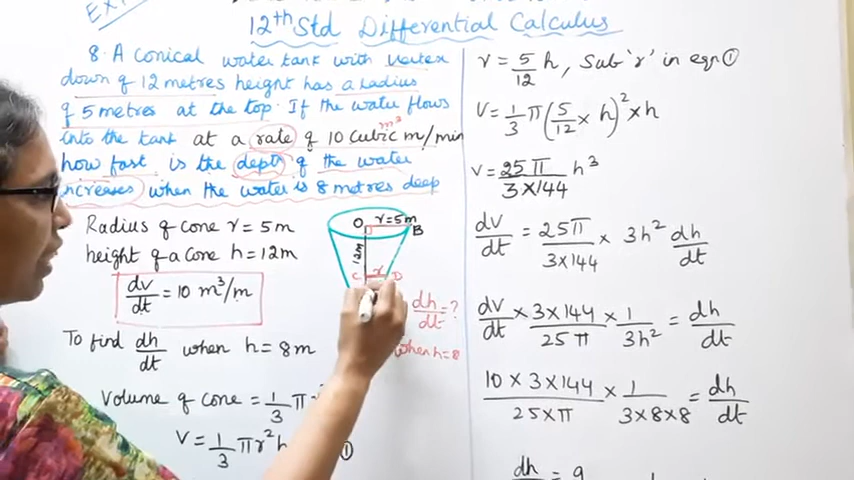 12th Std Differential Calculus
8. A Conical water tank with vertex
down of 12 metres height has a radius
of 5 metres at the top. If the water flows
into the tank at a rate of 10 cubic m/min
m³
how fast is the depth of the water
increases when the water is 8 metres deep
Radius of cone r = 5m
height of a cone h = 12m
dv/dt = 10 m³/m
To find dh/dt when h = 8m
Volume of cone = 1/3 π
V = 1/3 πr²h
①
O
r=5m
B
12m
C
r
D
dh/dt = ?
when h=8
r = 5/12 h, Sub 'r' in eqn ①
V = 1/3 π(5/12 × h)² × h
V = 25π/3×144 h³
dv/dt = 25π/3×144 × 3h² dh/dt
dv/dt × 3×144/25π × 1/3h² = dh/dt
10×3×144/25×π × 1/3×8×8 = dh/dt